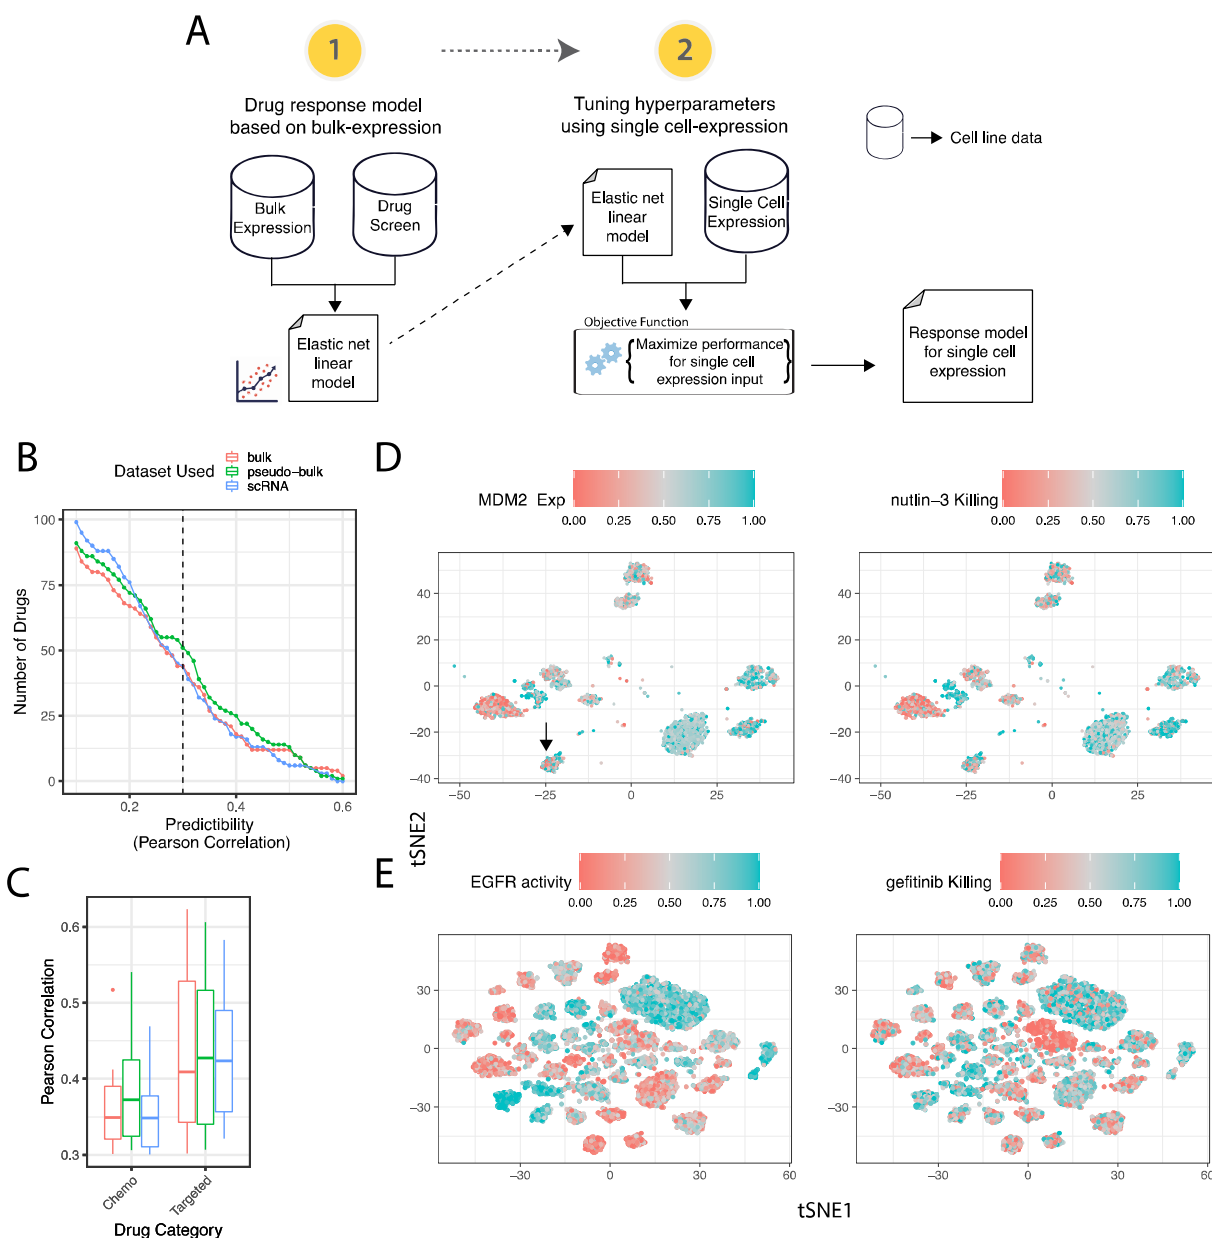 A
1
2
Drug response model
based on bulk-expression
Tuning hyperparameters
using single cell-expression
Cell line data
Bulk
Expression
Drug
Screen
Elastic net
linear
model
Single Cell
Expression
Elastic net
linear
model
Objective Function
Maximize performance
for single cell
expression input
Response model
for single cell
expression
B
Dataset Used
bulk
pseudo-bulk
scRNA
100
75
50
25
0
Number of Drugs
0.2 0.4 0.6
Predictibility
(Pearson Correlation)
C
0.6
0.5
0.4
0.3
Pearson Correlation
Chemo
Targeted
Drug Category
D
MDM2 Exp
0.00 0.25 0.50 0.75 1.00
nutlin−3 Killing
0.00 0.25 0.50 0.75 1.00
40
20
0
−20
−40
−50 −25 0 25
40
20
0
−20
−40
−50 −25 0 25
tSNE2
E
EGFR activity
0.00 0.25 0.50 0.75 1.00
gefitinib Killing
0.00 0.25 0.50 0.75 1.00
30
0
−30
−30 0 30 60
30
0
−30
−30 0 30 60
tSNE1